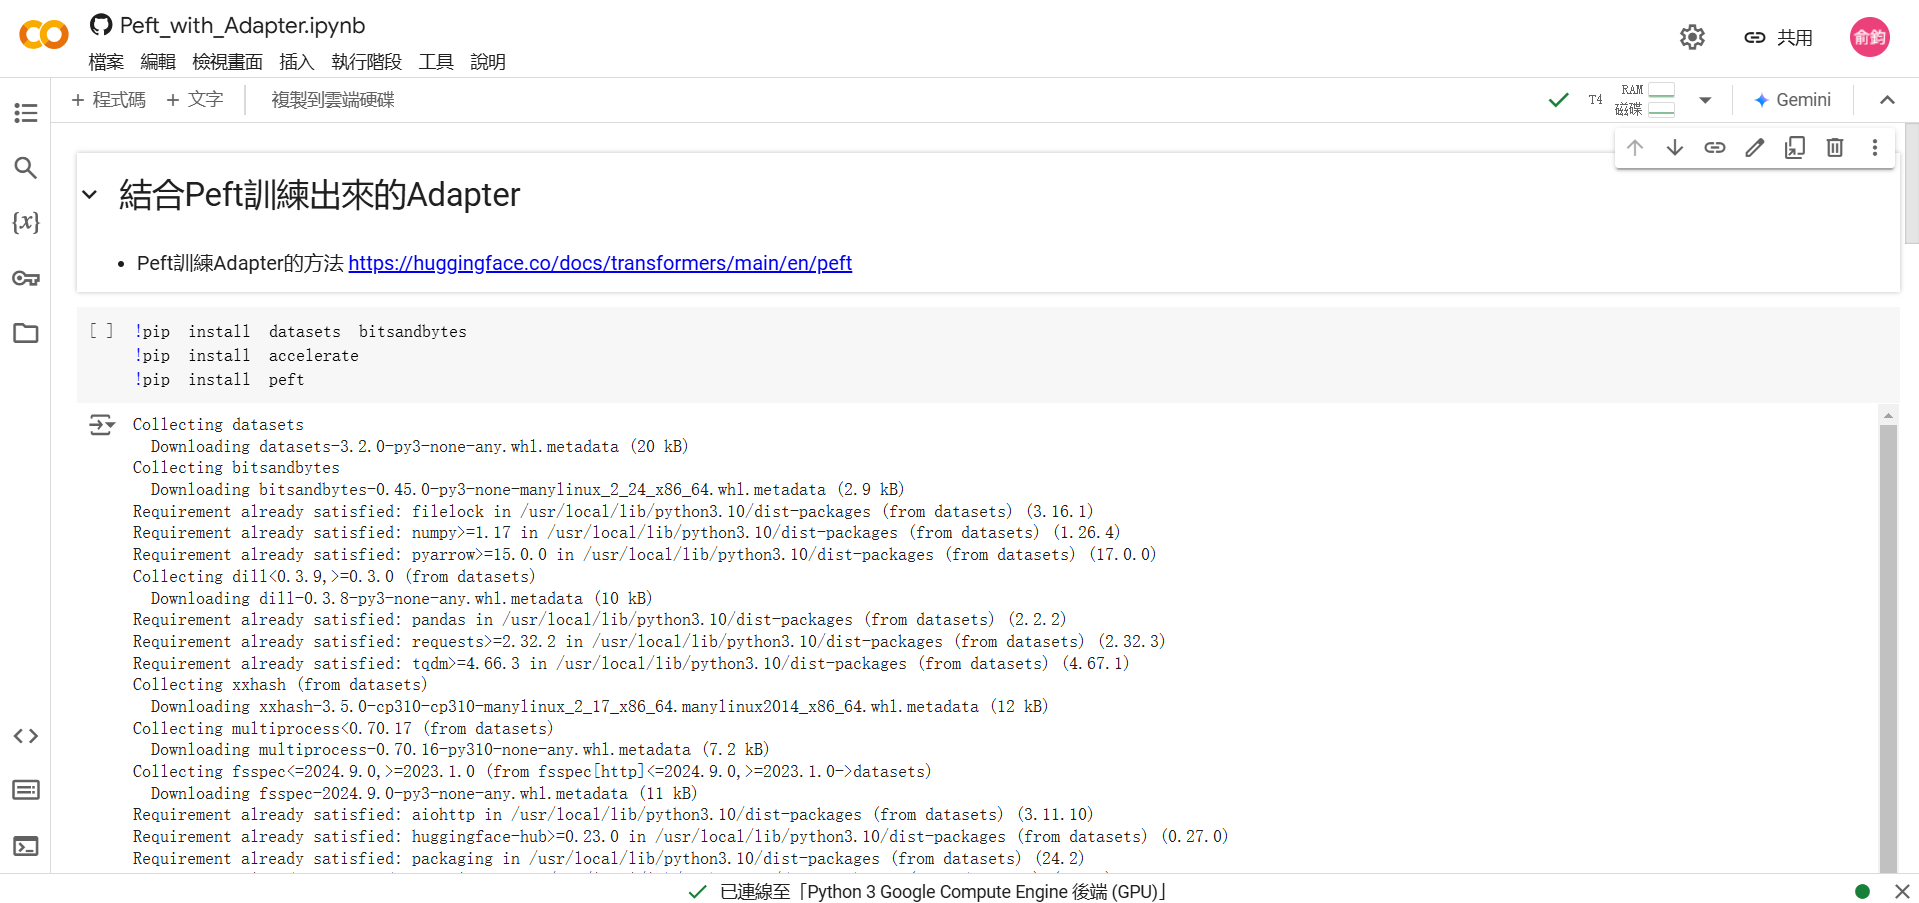 Peft_with_Adapter.ipynb
檔案 編輯 檢視畫面 插入 執行階段 工具 說明
共用
俞鈞
+ 程式碼 + 文字 複製到雲端硬碟
T4
RAM
磁碟
Gemini
結合Peft訓練出來的Adapter
• Peft訓練Adapter的方法 https://huggingface.co/docs/transformers/main/en/peft
[ ] !pip install datasets bitsandbytes
!pip install accelerate
!pip install peft
Collecting datasets
Downloading datasets-3.2.0-py3-none-any.whl.metadata (20 kB)
Collecting bitsandbytes
Downloading bitsandbytes-0.45.0-py3-none-manylinux_2_24_x86_64.whl.metadata (2.9 kB)
Requirement already satisfied: filelock in /usr/local/lib/python3.10/dist-packages (from datasets) (3.16.1)
Requirement already satisfied: numpy>=1.17 in /usr/local/lib/python3.10/dist-packages (from datasets) (1.26.4)
Requirement already satisfied: pyarrow>=15.0.0 in /usr/local/lib/python3.10/dist-packages (from datasets) (17.0.0)
Collecting dill<0.3.9,>=0.3.0 (from datasets)
Downloading dill-0.3.8-py3-none-any.whl.metadata (10 kB)
Requirement already satisfied: pandas in /usr/local/lib/python3.10/dist-packages (from datasets) (2.2.2)
Requirement already satisfied: requests>=2.32.2 in /usr/local/lib/python3.10/dist-packages (from datasets) (2.32.3)
Requirement already satisfied: tqdm>=4.66.3 in /usr/local/lib/python3.10/dist-packages (from datasets) (4.67.1)
Collecting xxhash (from datasets)
Downloading xxhash-3.5.0-cp310-cp310-manylinux_2_17_x86_64.manylinux2014_x86_64.whl.metadata (12 kB)
Collecting multiprocess<0.70.17 (from datasets)
Downloading multiprocess-0.70.16-py310-none-any.whl.metadata (7.2 kB)
Collecting fsspec<=2024.9.0,>=2023.1.0 (from fsspec[http]<=2024.9.0,>=2023.1.0->datasets)
Downloading fsspec-2024.9.0-py3-none-any.whl.metadata (11 kB)
Requirement already satisfied: aiohttp in /usr/local/lib/python3.10/dist-packages (from datasets) (3.11.10)
Requirement already satisfied: huggingface-hub>=0.23.0 in /usr/local/lib/python3.10/dist-packages (from datasets) (0.27.0)
Requirement already satisfied: packaging in /usr/local/lib/python3.10/dist-packages (from datasets) (24.2)
已連線至「Python 3 Google Compute Engine 後端 (GPU)」